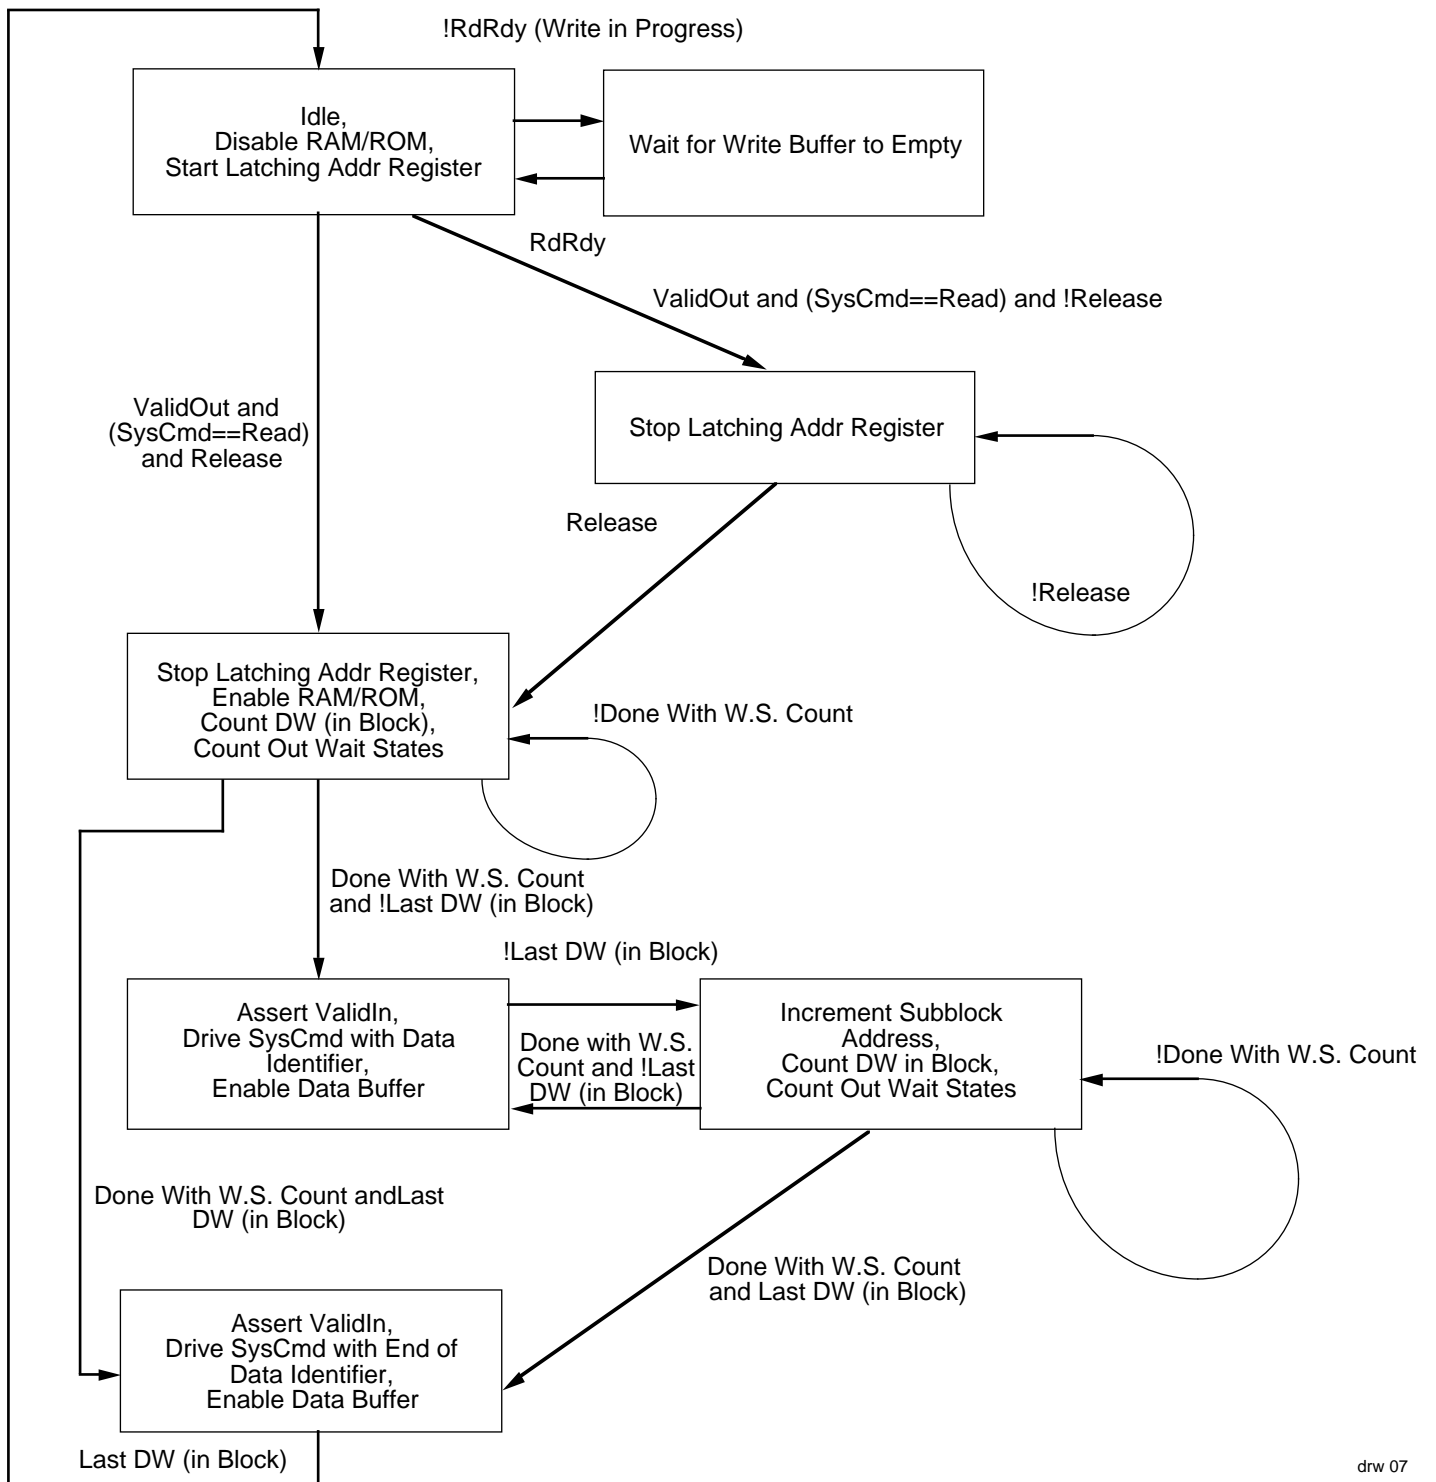 !RdRdy (Write in Progress)
Idle,
Disable RAM/ROM,
Start Latching Addr Register
Wait for Write Buffer to Empty
RdRdy
ValidOut and (SysCmd==Read) and !Release
ValidOut and
(SysCmd==Read)
and Release
Stop Latching Addr Register
Release
!Release
Stop Latching Addr Register,
Enable RAM/ROM,
Count DW (in Block),
Count Out Wait States
!Done With W.S. Count
Done With W.S. Count
and !Last DW (in Block)
!Last DW (in Block)
Assert ValidIn,
Drive SysCmd with Data
Identifier,
Enable Data Buffer
Done with W.S.
Count and !Last
DW (in Block)
Increment Subblock
Address,
Count DW in Block,
Count Out Wait States
!Done With W.S. Count
Done With W.S. Count andLast
DW (in Block)
Done With W.S. Count
and Last DW (in Block)
Assert ValidIn,
Drive SysCmd with End of
Data Identifier,
Enable Data Buffer
Last DW (in Block)
drw 07